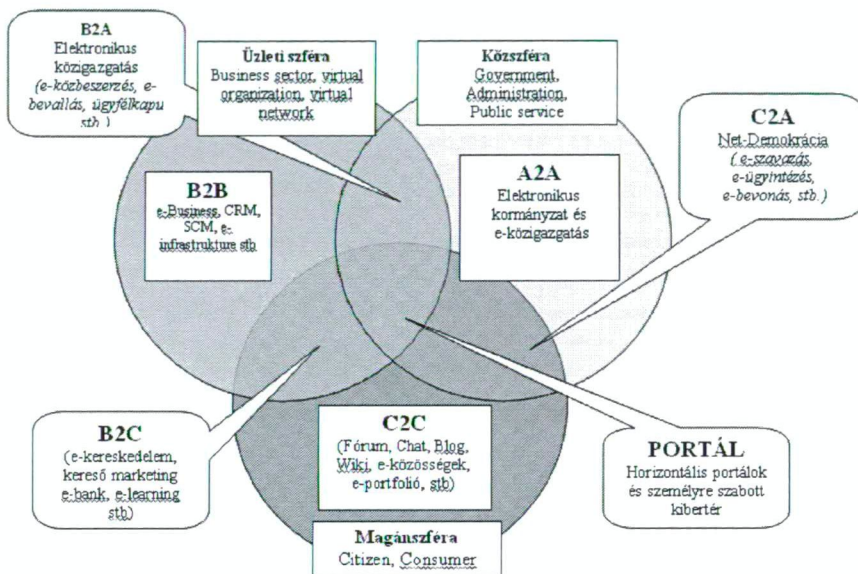 B2A
Elektronikus
közigazgatás
(e-közbeszerzés, e-
bevallás, ügyfélkapu
stb.)
Üzleti szféra
Business sector, virtual
organization, virtual
network
Közszféra
Government,
Administration,
Public service
C2A
Net-Demokrácia
( e-szavazás,
e-ügyintézés,
e-bevonás, stb.)
B2B
e-Business, CRM,
SCM, e-
infrastrukture stb
A2A
Elektronikus
kormányzat és
e-közigazgatás
B2C
(e-kereskedelem,
kereső marketing
e-bank, e-learning
stb)
C2C
(Fórum, Chat, Blog,
Wiki, e-közösségek,
e-portfolió, stb)
PORTÁL
Horizontális portálok
és személyre szabott
kibertér
Magánszféra
Citizen, Consumer